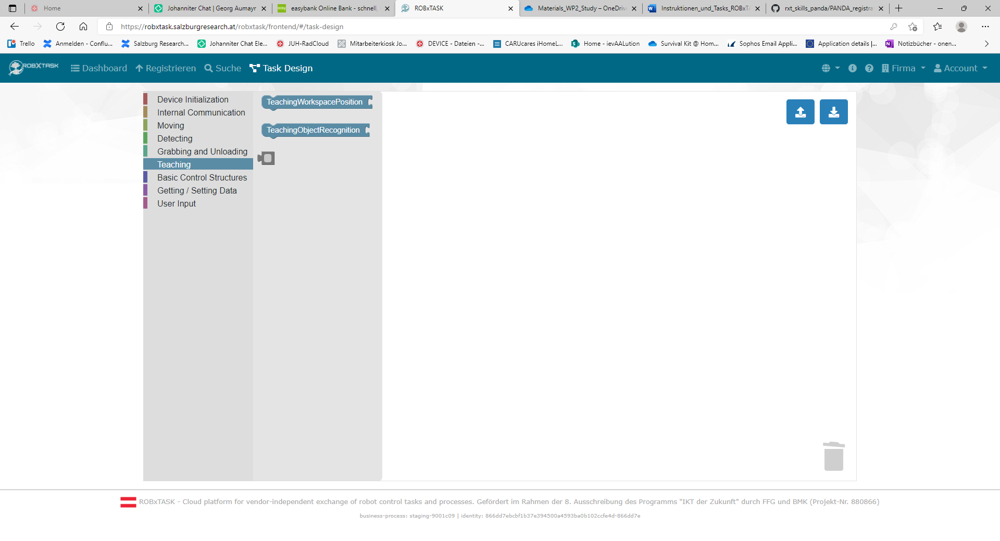 Home
Johanniter Chat | Georg Aumayr
easy easybank Online Bank - schnell,
ROBxTASK
Materials_WP2_Study – OneDriv
Instruktionen_und_Tasks_ROBxTA
rxt_skills_panda/PANDA_registra
https://robxtask.salzburgresearch.at/robxtask/frontend/#/task-design
Trello
Anmelden - Conflu...
Salzburg Research...
Johanniter Chat Ele...
JUH-RadCloud
Mitarbeiterkiosk Jo...
DEVICE - Dateien -...
CARUcares iHomeL...
Home - ievAALution
Survival Kit @ Hom...
Sophos Email Appli...
Application details |...
Notizbücher - onen...
ROBXTASK
Dashboard
Registrieren
Suche
Task Design
Firma
Account
Device Initialization
Internal Communication
Moving
Detecting
Grabbing and Unloading
Teaching
Basic Control Structures
Getting / Setting Data
User Input
TeachingWorkspacePosition
TeachingObjectRecognition
ROBxTASK - Cloud platform for vendor-independent exchange of robot control tasks and processes. Gefördert im Rahmen der 8. Ausschreibung des Programms "IKT der Zukunft" durch FFG und BMK (Projekt-Nr. 880866)
business-process: staging-9001c09 | identity: 866dd7ebcbf1b37e394500a4593ba0b102ccfe4d-866dd7e